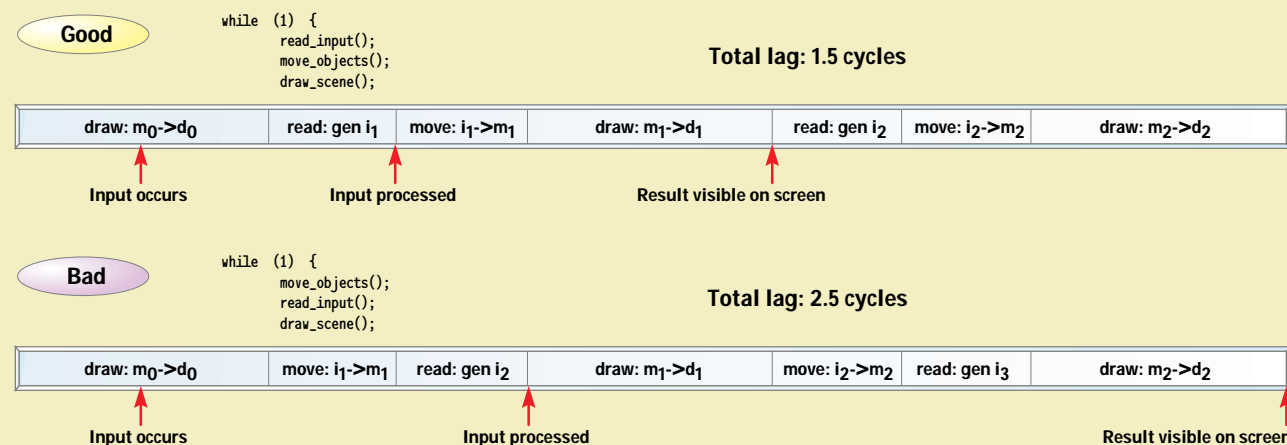 Good
while (1) {
read_input();
move_objects();
draw_scene();
Total lag: 1.5 cycles
draw: m0->d0 read: gen i1 move: i1->m1 draw: m1->d1 read: gen i2 move: i2->m2 draw: m2->d2
Input occurs Input processed Result visible on screen
Bad
while (1) {
move_objects();
read_input();
draw_scene();
Total lag: 2.5 cycles
draw: m0->d0 move: i1->m1 read: gen i2 draw: m1->d1 move: i2->m2 read: gen i3 draw: m2->d2
Input occurs Input processed Result visible on screen